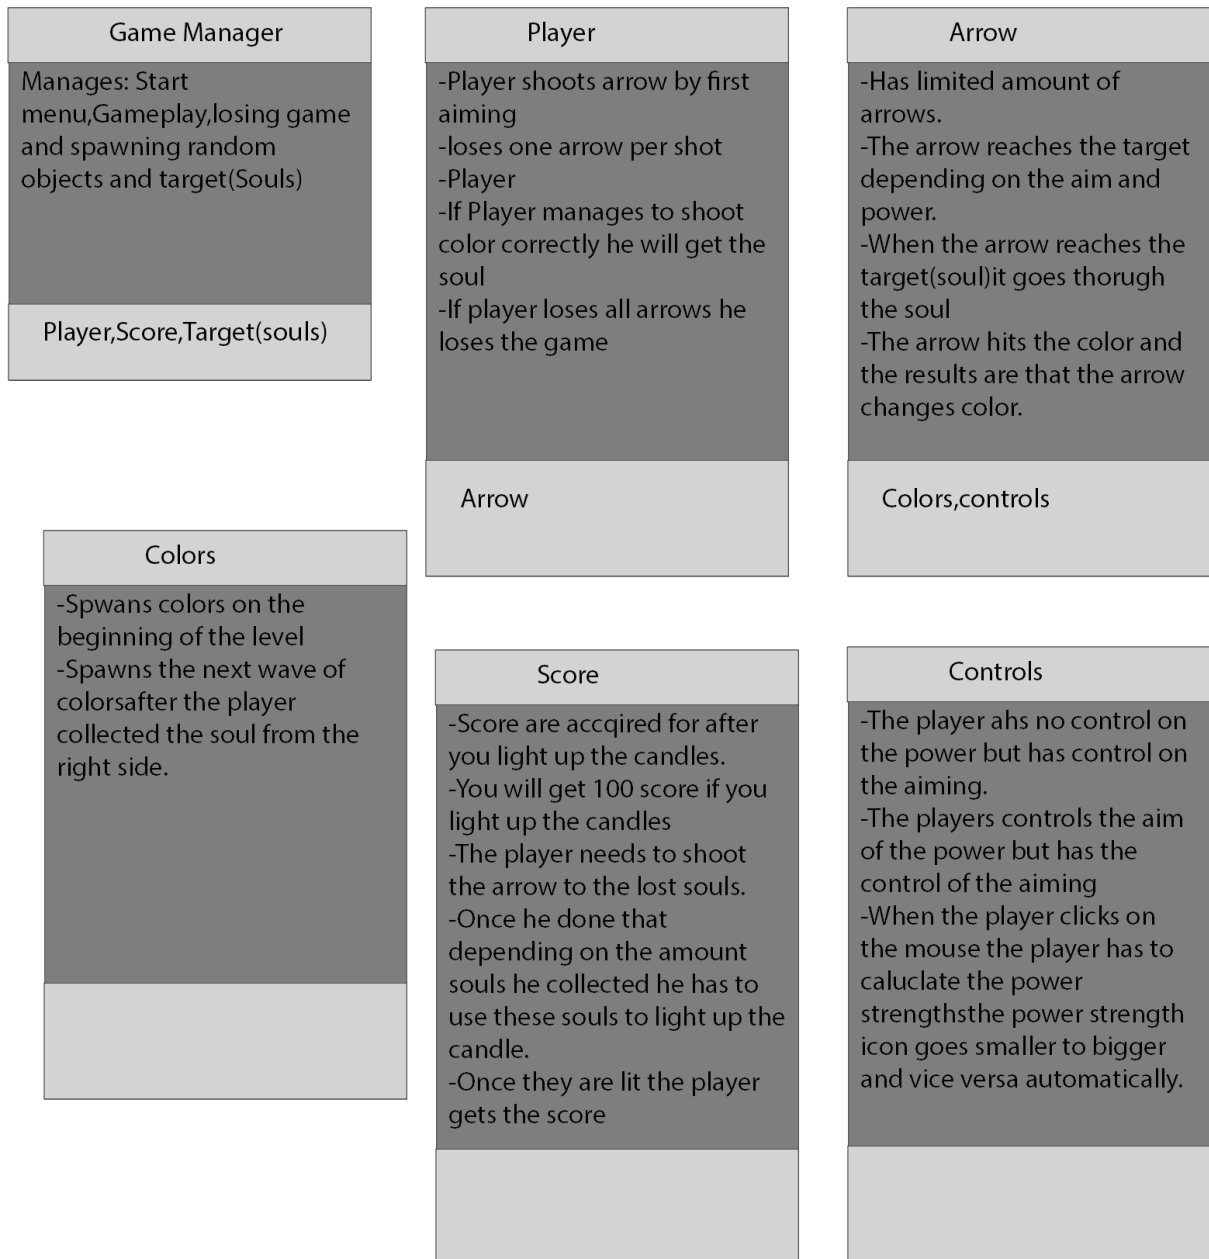 Game Manager
Manages: Start
menu,Gameplay,losing game
and spawning random
objects and target(Souls)
Player,Score,Target(souls)
Player
-Player shoots arrow by first
aiming
-loses one arrow per shot
-Player
-If Player manages to shoot
color correctly he will get the
soul
-If player loses all arrows he
loses the game
Arrow
Arrow
-Has limited amount of
arrows.
-The arrow reaches the target
depending on the aim and
power.
-When the arrow reaches the
target(soul)it goes thorugh
the soul
-The arrow hits the color and
the results are that the arrow
changes color.
Colors,controls
Colors
-Spwans colors on the
beginning of the level
-Spawns the next wave of
colorsafter the player
collected the soul from the
right side.
Score
-Score are accqired for after
you light up the candles.
-You will get 100 score if you
light up the candles
-The player needs to shoot
the arrow to the lost souls.
-Once he done that
depending on the amount
souls he collected he has to
use these souls to light up the
candle.
-Once they are lit the player
gets the score
Controls
-The player ahs no control on
the power but has control on
the aiming.
-The players controls the aim
of the power but has the
control of the aiming
-When the player clicks on
the mouse the player has to
caluclate the power
strengthsthe power strength
icon goes smaller to bigger
and vice versa automatically.